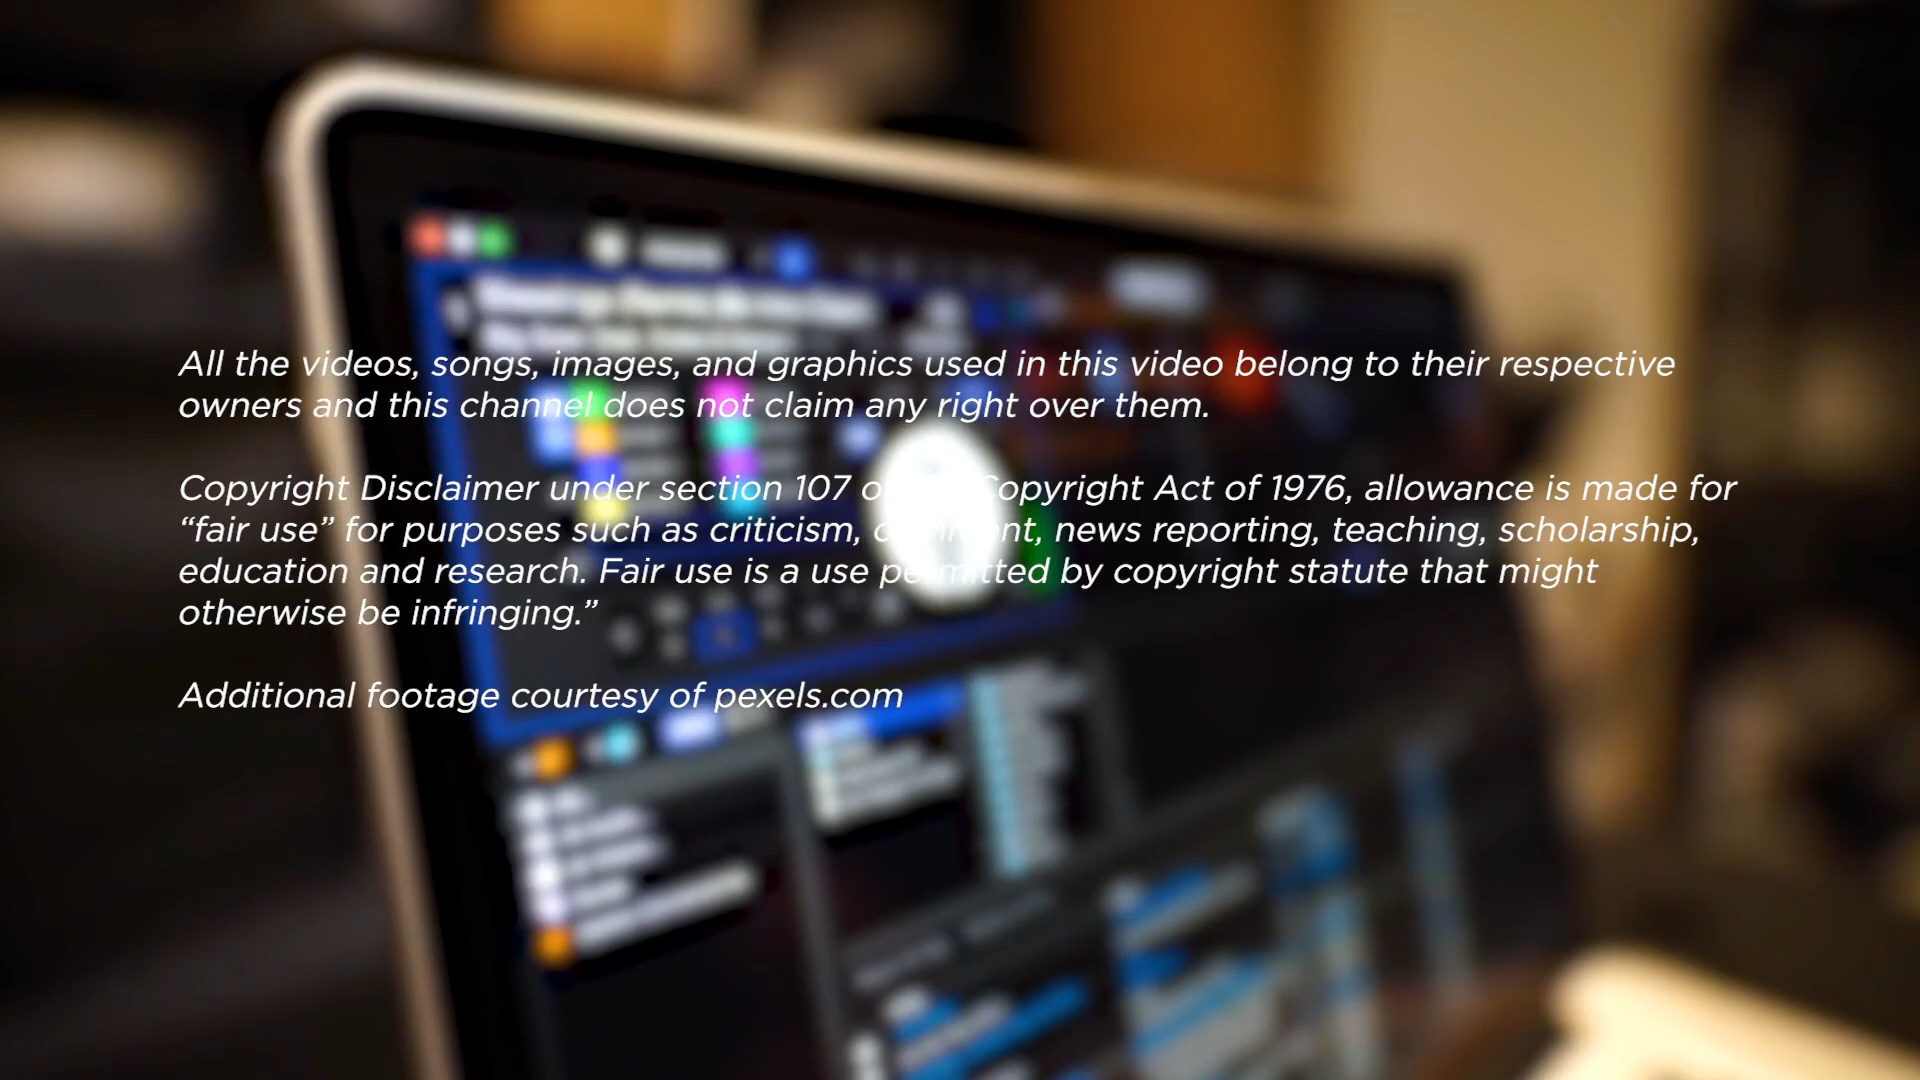 All the videos, songs, images, and graphics used in this video belong to their respective
owners and this channel does not claim any right over them.
Copyright Disclaimer under section 107 o Copyright Act of 1976, allowance is made for
“fair use” for purposes such as criticism, comment, news reporting, teaching, scholarship,
education and research. Fair use is a use permitted by copyright statute that might
otherwise be infringing.”
Additional footage courtesy of pexels.com